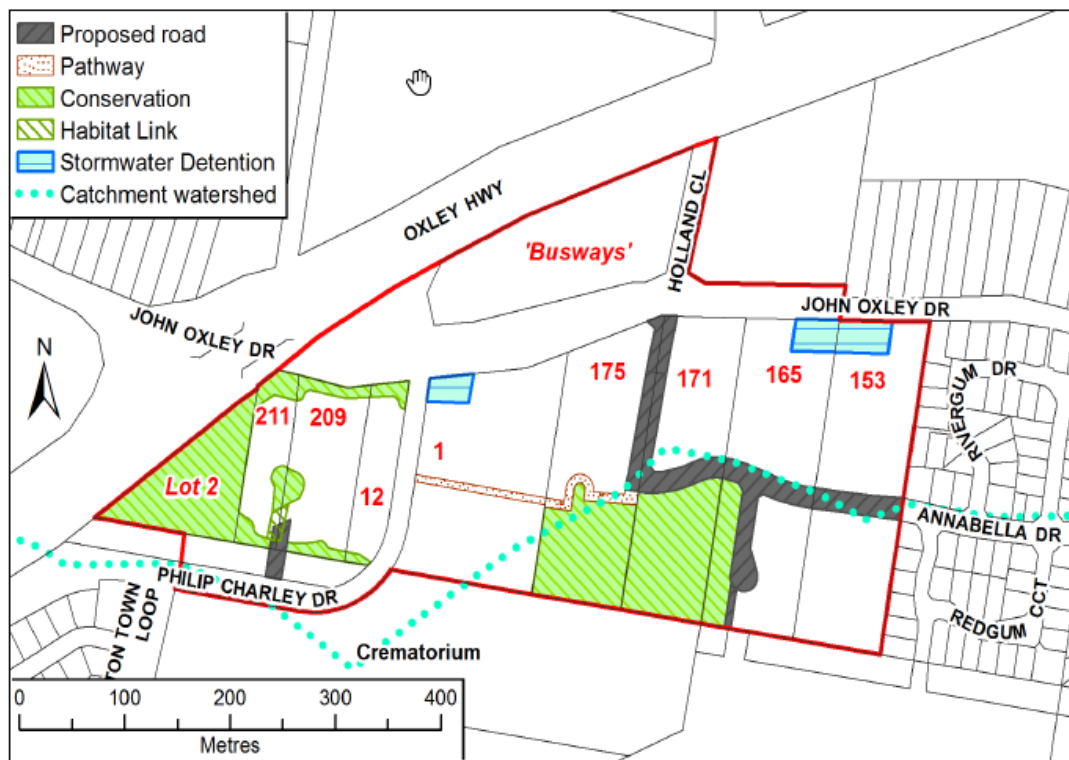 Proposed road
Pathway
Conservation
Habitat Link
Stormwater Detention
Catchment watershed
OXLEY HWY
HOLLAND CL
'Busways'
JOHN OXLEY DR
JOHN OXLEY DR
N
175
171
165
153
RIVERGUM DR
211
209
1
Lot 2
12
ANNABELLA DR
PHILIP CHARLEY DR
TON TOWN
LOOP
REDGUM CCT
Crematorium
0 100 200 300 400
Metres